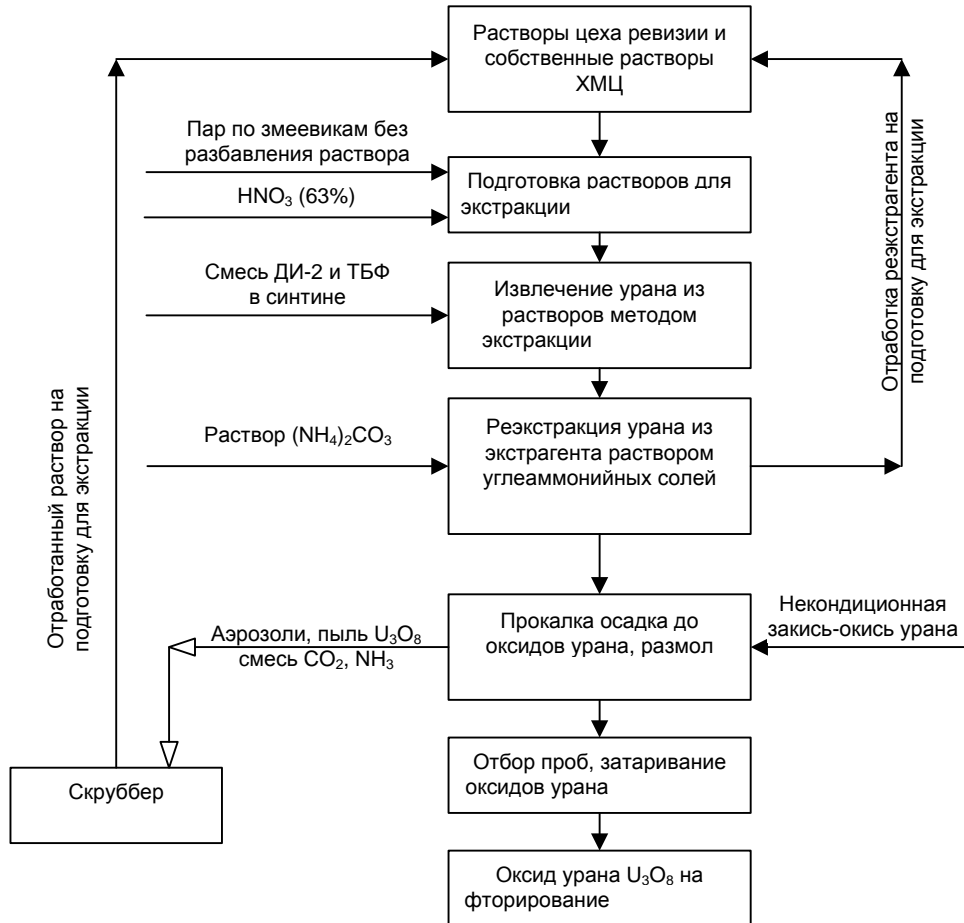 Растворы цеха ревизии и
собственные растворы
ХМЦ
Пар по змеевикам без
разбавления раствора
HNO₃ (63%)
Подготовка растворов для
экстракции
Смесь ДИ-2 и ТБФ
в синтине
Извлечение урана из
растворов методом
экстракции
Раствор (NH₄)₂CO₃
Реэкстракция урана из
экстрагента раствором
углеаммонийных солей
Отработка реэкстрагента на
подготовку для экстракции
Отработанный раствор на
подготовку для экстракции
Аэрозоли, пыль U₃O₈
смесь CO₂, NH₃
Прокалка осадка до
оксидов урана, размол
Некондиционная
закись-окись урана
Скруббер
Отбор проб, затаривание
оксидов урана
Оксид урана U₃O₈ на
фторирование